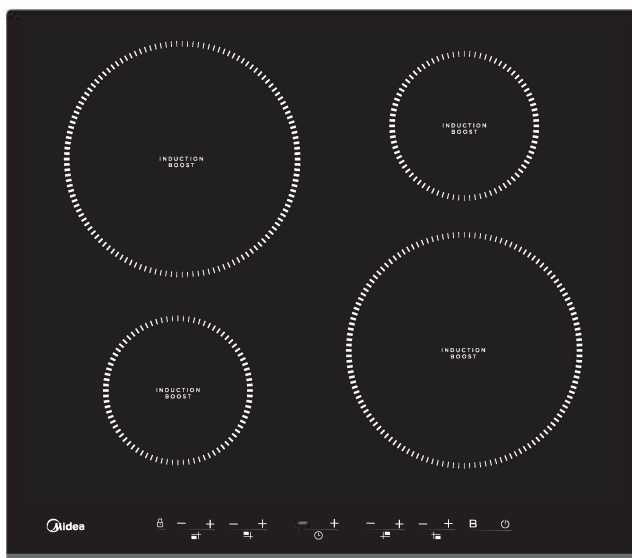 INDUCTION
BOOST
INDUCTION
BOOST
INDUCTION
BOOST
INDUCTION
BOOST
Midea
− + − + + − + − + B